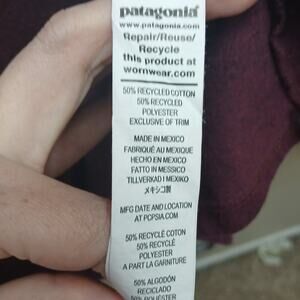 patagonia®
www.patagonia.com
Repair/Reuse/
Recycle
this product at
wornwear.com
50% RECYCLED COTTON
50% RECYCLED
POLYESTER
EXCLUSIVE OF TRIM
MADE IN MEXICO
FABRIQUÉ AU MEXIQUE
HECHO EN MEXICO
FATTO IN MESSICO
TILLVERKAD I MEXIKO
メキシコ製
MFG DATE AND LOCATION
AT PCPSIA.COM
50% RECYCLÉ COTON
50% RECYCLÉ
POLYESTER
A PART LA GARNITURE
50% ALGODÓN
RECICLADO
50% POLIÉSTER